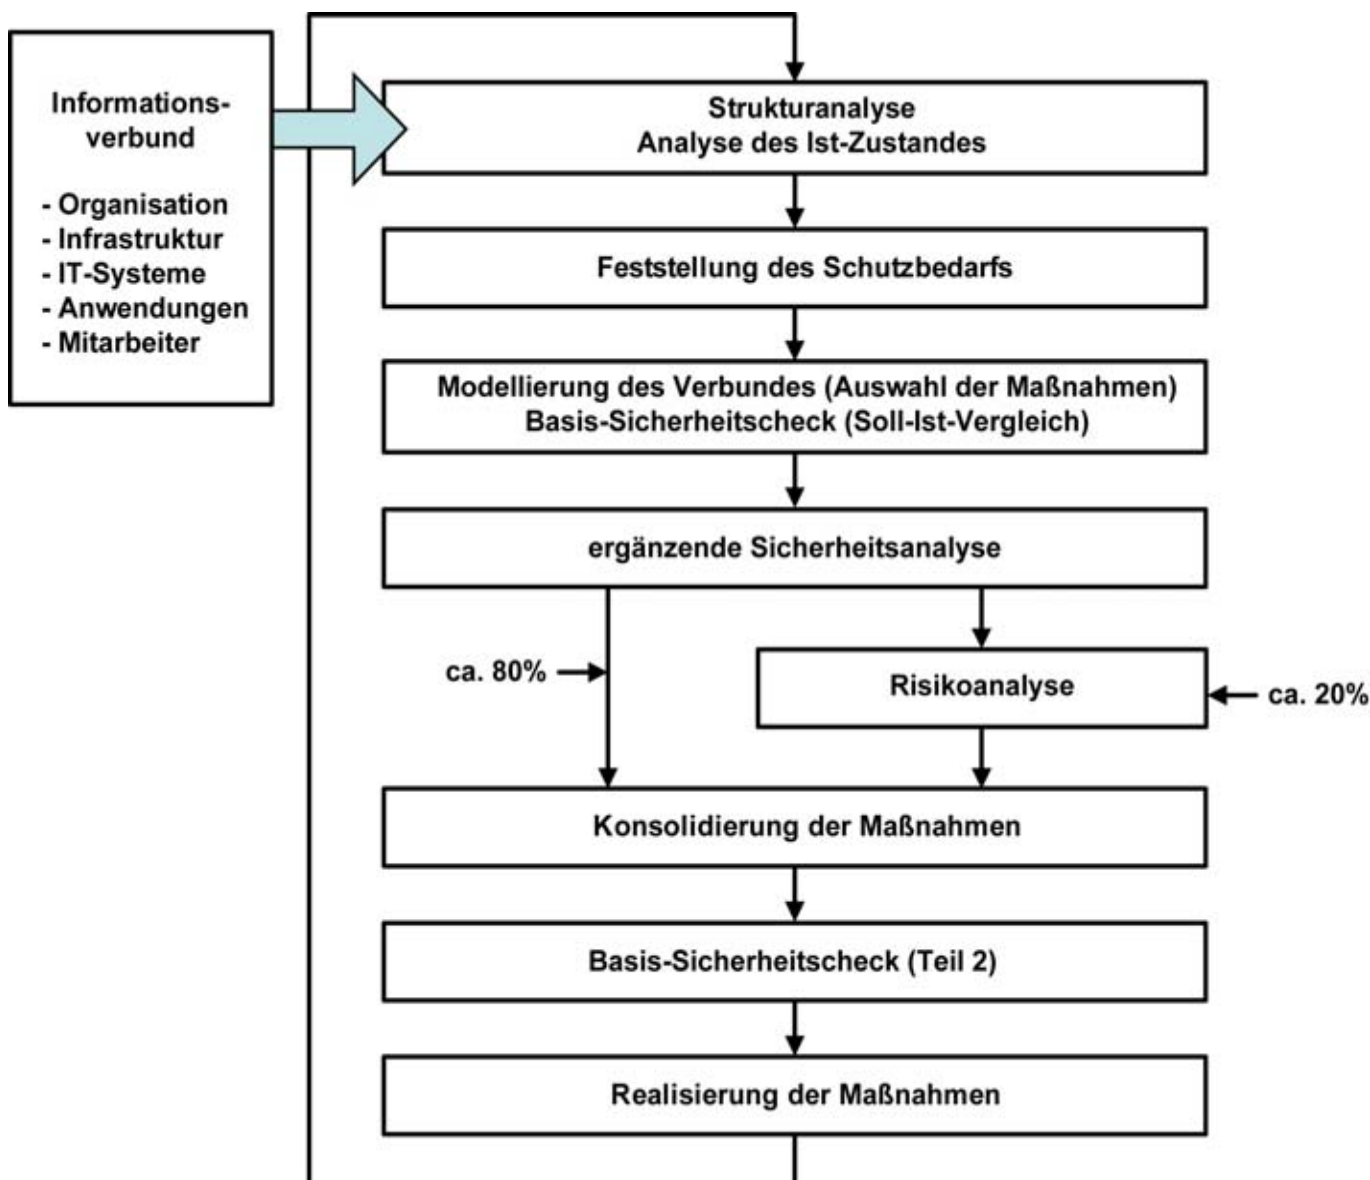 Informations-
verbund
- Organisation
- Infrastruktur
- IT-Systeme
- Anwendungen
- Mitarbeiter
Strukturanalyse
Analyse des Ist-Zustandes
Feststellung des Schutzbedarfs
Modellierung des Verbundes (Auswahl der Maßnahmen)
Basis-Sicherheitscheck (Soll-Ist-Vergleich)
ergänzende Sicherheitsanalyse
ca. 80%
Risikoanalyse
ca. 20%
Konsolidierung der Maßnahmen
Basis-Sicherheitscheck (Teil 2)
Realisierung der Maßnahmen